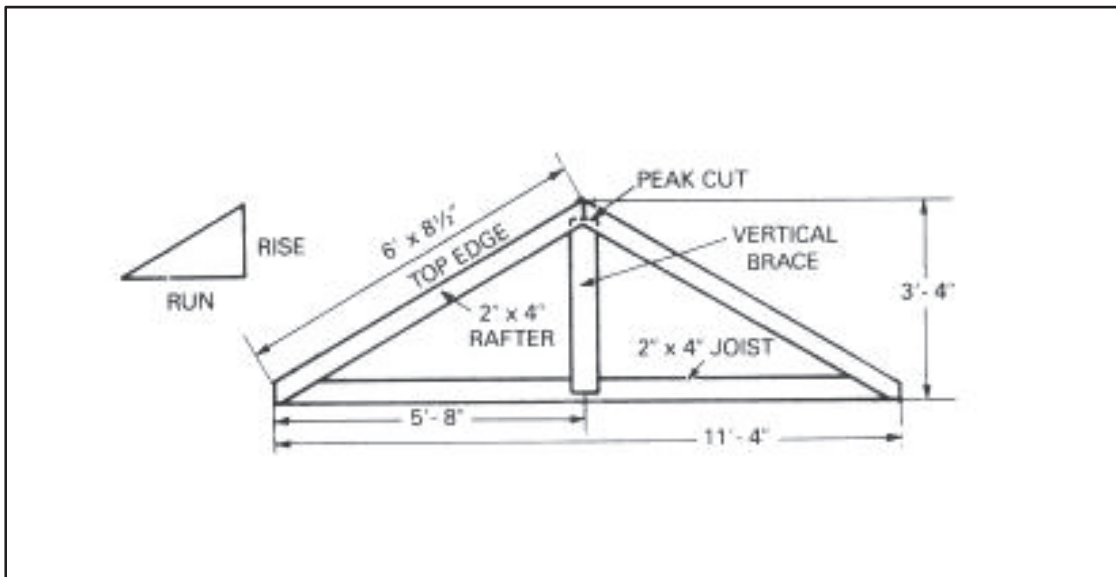 PEAK CUT
6' x 8½"
TOP EDGE
RISE
RUN
VERTICAL
BRACE
3'- 4"
2" x 4"
RAFTER
2" x 4" JOIST
5'- 8"
11'- 4"